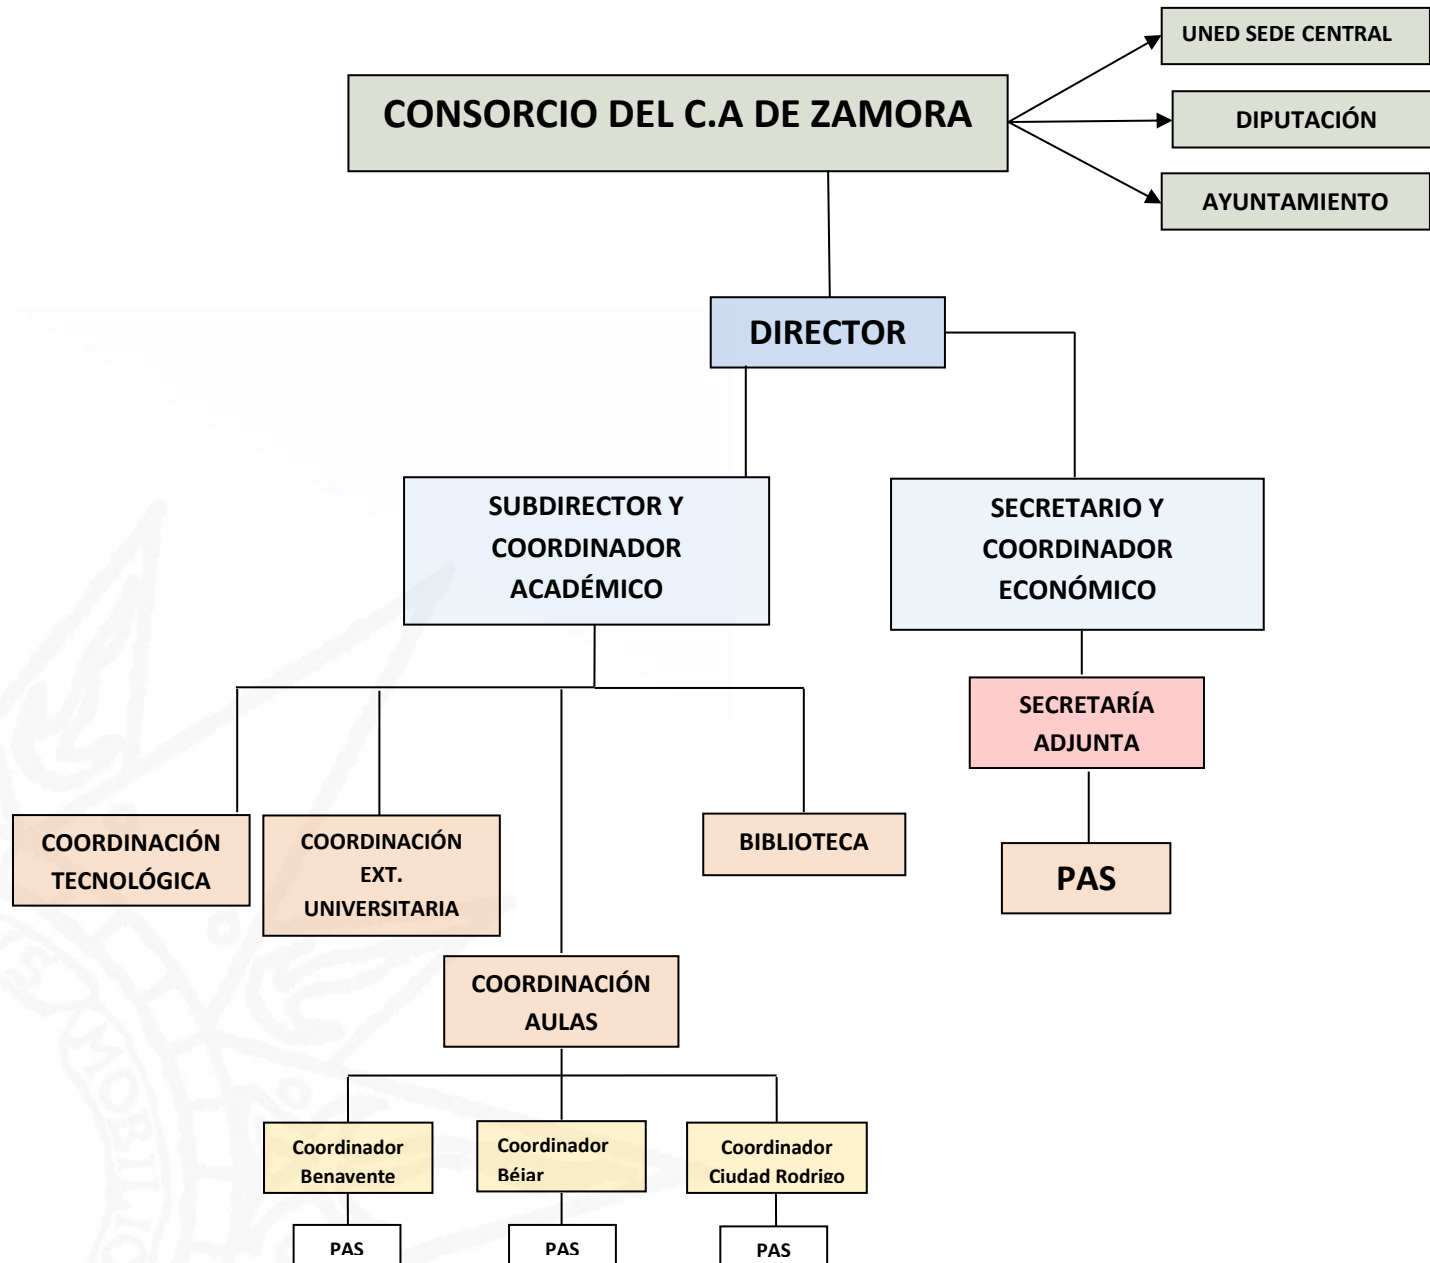 UNED SEDE CENTRAL
CONSORCIO DEL C.A DE ZAMORA
DIPUTACIÓN
AYUNTAMIENTO
DIRECTOR
SUBDIRECTOR Y
COORDINADOR
ACADÉMICO
SECRETARIO Y
COORDINADOR
ECONÓMICO
SECRETARÍA
ADJUNTA
COORDINACIÓN
TECNOLÓGICA
COORDINACIÓN
EXT.
UNIVERSITARIA
BIBLIOTECA
PAS
COORDINACIÓN
AULAS
Coordinador
Benavente
Coordinador
Béjar
Coordinador
Ciudad Rodrigo
PAS
PAS
PAS
MOBILIO